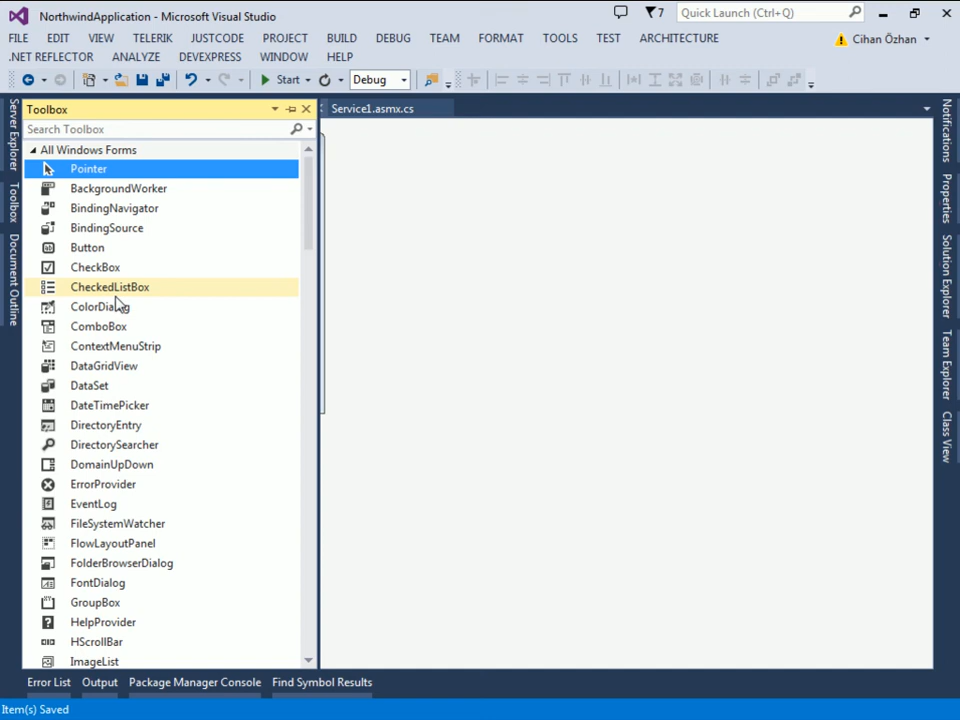 NorthwindApplication - Microsoft Visual Studio
7
Quick Launch (Ctrl+Q)
FILE EDIT VIEW TELERIK JUSTCODE PROJECT BUILD DEBUG TEAM FORMAT TOOLS TEST ARCHITECTURE
Cihan Özhan
.NET REFLECTOR ANALYZE DEVEXPRESS WINDOW HELP
Start
Debug
Server Explorer
Toolbox
Document Outline
Toolbox
Service1.asmx.cs
Search Toolbox
All Windows Forms
Pointer
BackgroundWorker
BindingNavigator
BindingSource
Button
CheckBox
CheckedListBox
ColorDialog
ComboBox
ContextMenuStrip
DataGridView
DataSet
DateTimePicker
DirectoryEntry
DirectorySearcher
DomainUpDown
ErrorProvider
EventLog
FileSystemWatcher
FlowLayoutPanel
FolderBrowserDialog
FontDialog
GroupBox
HelpProvider
HScrollBar
ImageList
Notifications
Properties
Solution Explorer
Team Explorer
Class View
Error List Output Package Manager Console Find Symbol Results
Item(s) Saved